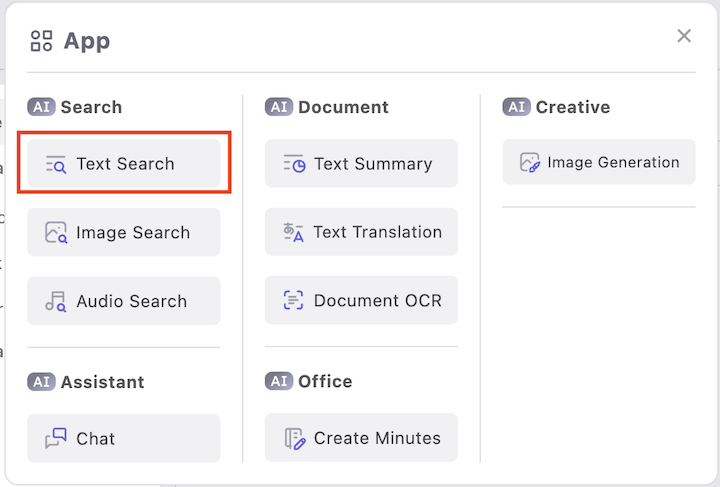 App
AI Search
Text Search
Image Search
Audio Search
AI Assistant
Chat
AI Document
Text Summary
Text Translation
Document OCR
AI Office
Create Minutes
AI Creative
Image Generation